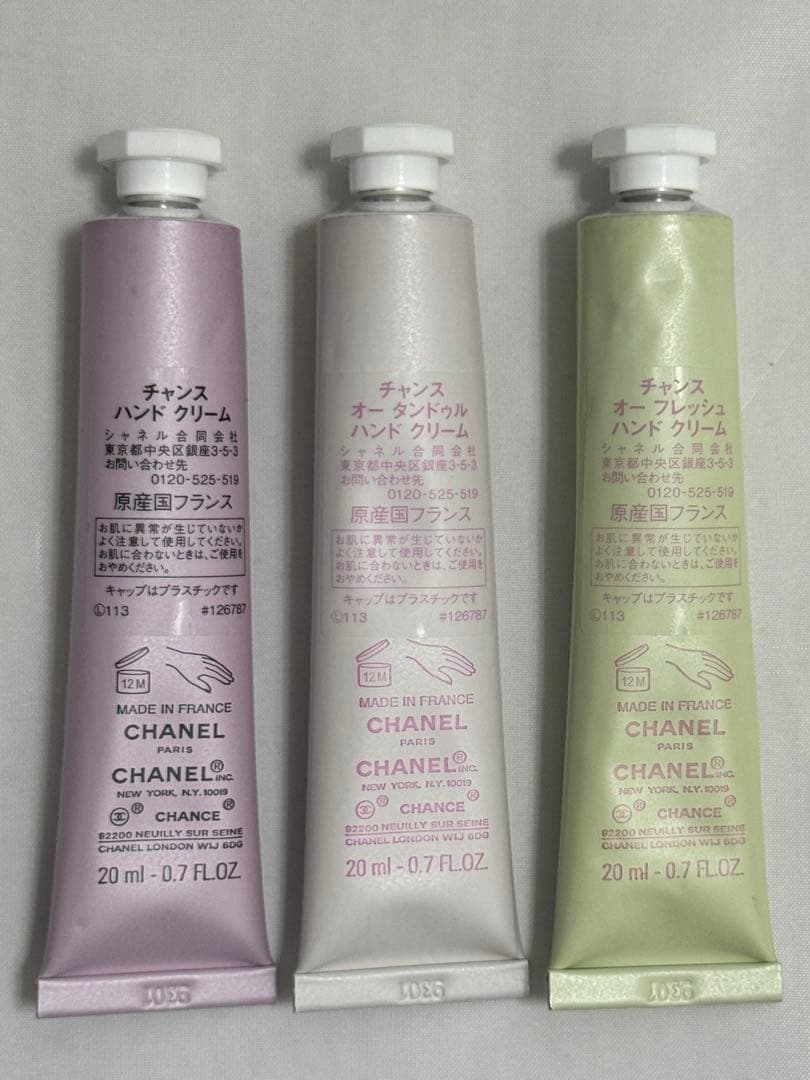 チャンス
ハンド クリーム
シャネル合同会社
東京都中央区銀座3-5-3
お問い合わせ先
0120-525-519
原産国フランス
お肌に異常が生じていないか
よく注意して使用してください。
お肌に合わないときは、ご使用を
おやめください。
キャップはプラスチックです
Ⓛ113 #126787
12M
MADE IN FRANCE
CHANEL
PARIS
CHANEL® INC.
NEW YORK, N.Y. 10019
® CHANCE®
92200 NEUILLY SUR SEINE
CHANEL LONDON W1J 6DG
20 ml - 0.7 FL.OZ.
チャンス
オー タンドゥル
ハンド クリーム
シャネル合同会社
東京都中央区銀座3-5-3
お問い合わせ先
0120-525-519
原産国フランス
お肌に異常が生じていないか
よく注意して使用してください。
お肌に合わないときは、ご使用を
おやめください。
キャップはプラスチックです
Ⓛ113 #126787
12M
MADE IN FRANCE
CHANEL
PARIS
CHANEL® INC.
NEW YORK, N.Y. 10019
® CHANCE®
92200 NEUILLY SUR SEINE
CHANEL LONDON W1J 6DG
20 ml - 0.7 FL.OZ.
チャンス
オー フレッシュ
ハンド クリーム
シャネル合同会社
東京都中央区銀座3-5-3
お問い合わせ先
0120-525-519
原産国フランス
お肌に異常が生じていないか
よく注意して使用してください。
お肌に合わないときは、ご使用を
おやめください。
キャップはプラスチックです
Ⓛ113 #126787
12M
MADE IN FRANCE
CHANEL
PARIS
CHANEL® INC.
NEW YORK, N.Y. 10019
® CHANCE®
92200 NEUILLY SUR SEINE
CHANEL LONDON W1J 6DG
20 ml - 0.7 FL.OZ.